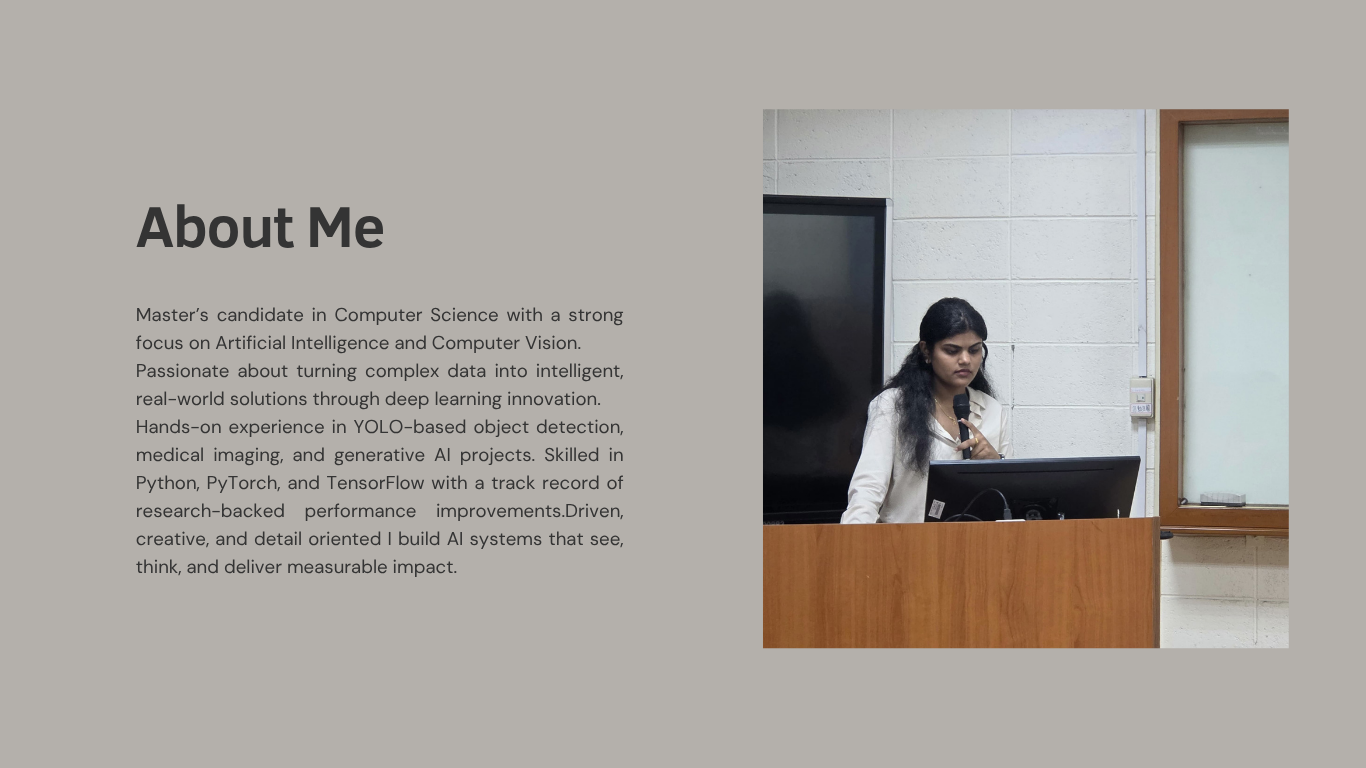 About Me
Master’s candidate in Computer Science with a strong
focus on Artificial Intelligence and Computer Vision.
Passionate about turning complex data into intelligent,
real-world solutions through deep learning innovation.
Hands-on experience in YOLO-based object detection,
medical imaging, and generative AI projects. Skilled in
Python, PyTorch, and TensorFlow with a track record of
research-backed performance improvements.Driven,
creative, and detail oriented I build AI systems that see,
think, and deliver measurable impact.